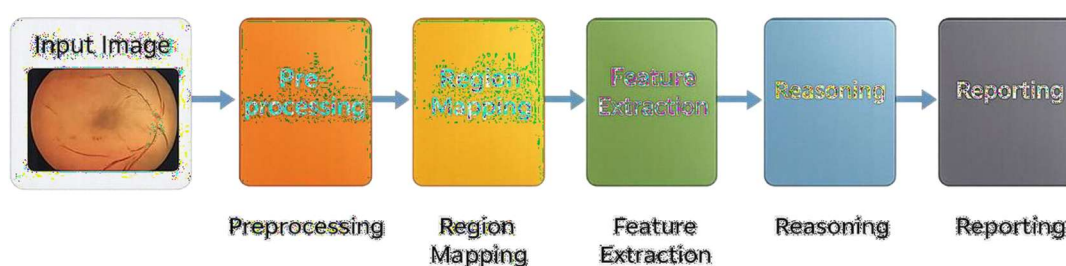 Input Image
Pre-
processing
Region
Mapping
Feature
Extraction
Reasoning
Reporting
Preprocessing
Region
Mapping
Feature
Extraction
Reasoning
Reporting